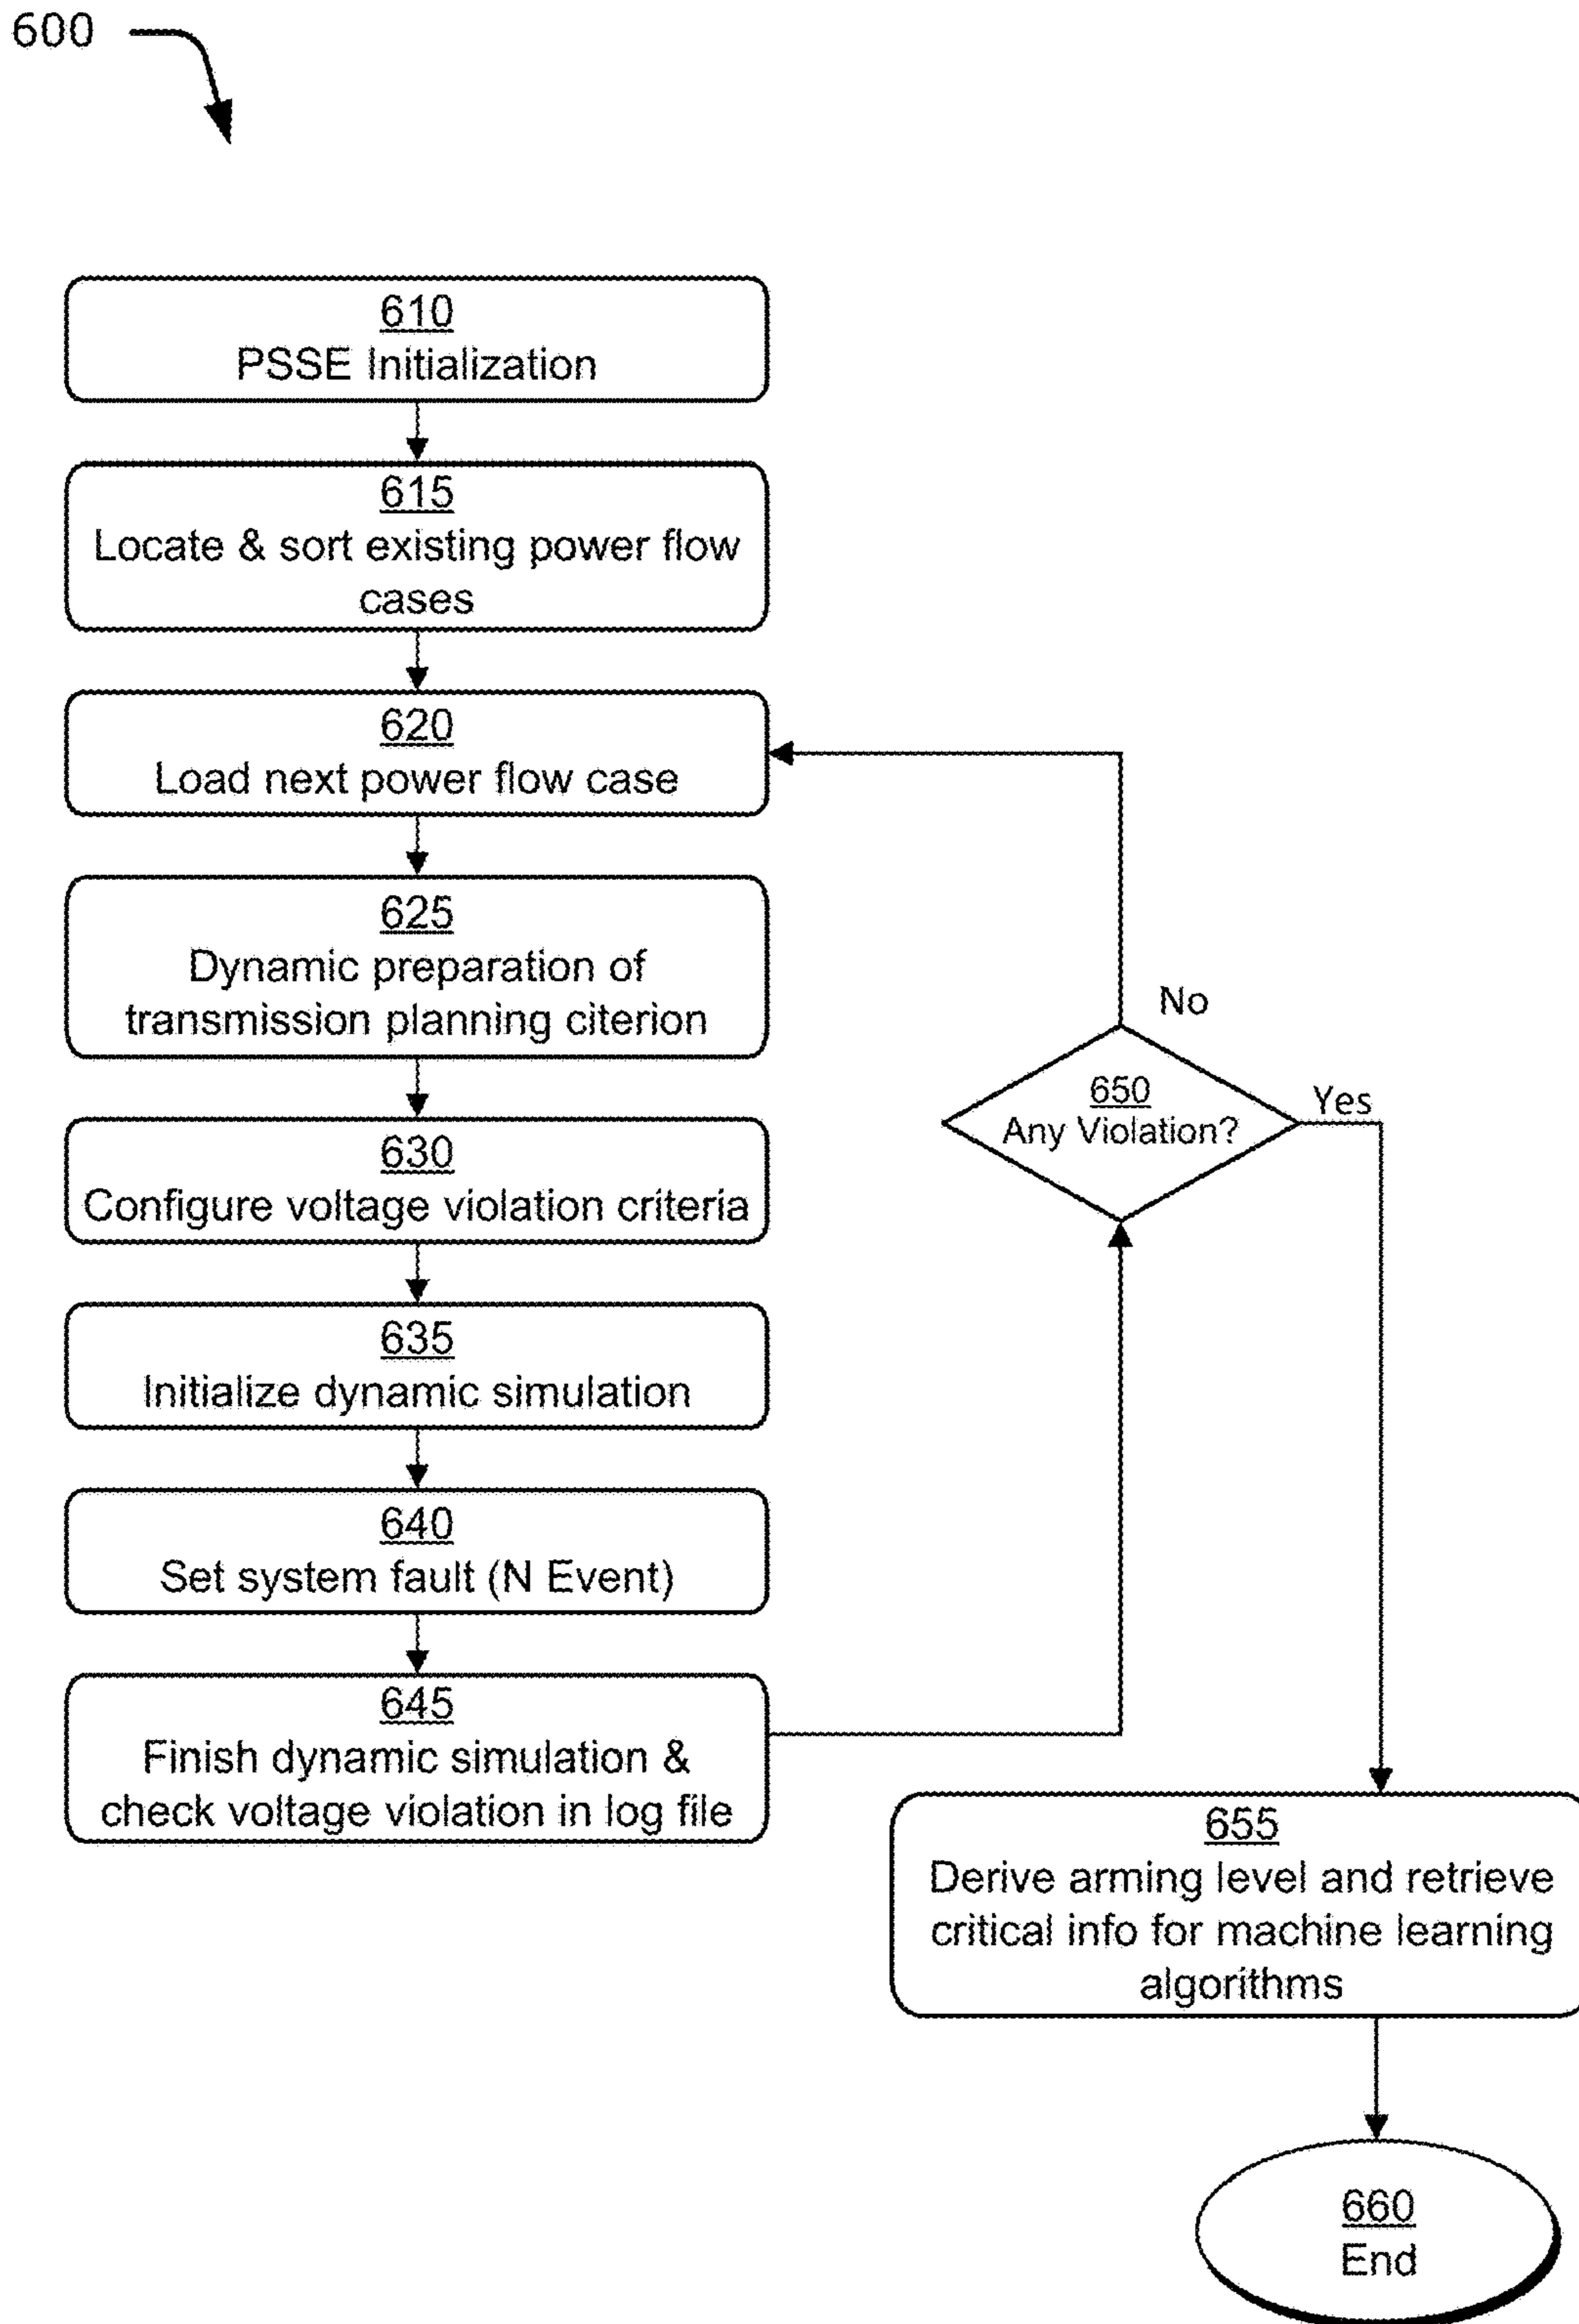 600
610
PSSE Initialization
615
Locate & sort existing power flow
cases
620
Load next power flow case
625
Dynamic preparation of
transmission planning citerion
630
Configure voltage violation criteria
635
Initialize dynamic simulation
640
Set system fault (N Event)
645
Finish dynamic simulation &
check voltage violation in log file
No
650
Any Violation?
Yes
655
Derive arming level and retrieve
critical info for machine learning
algorithms
660
End